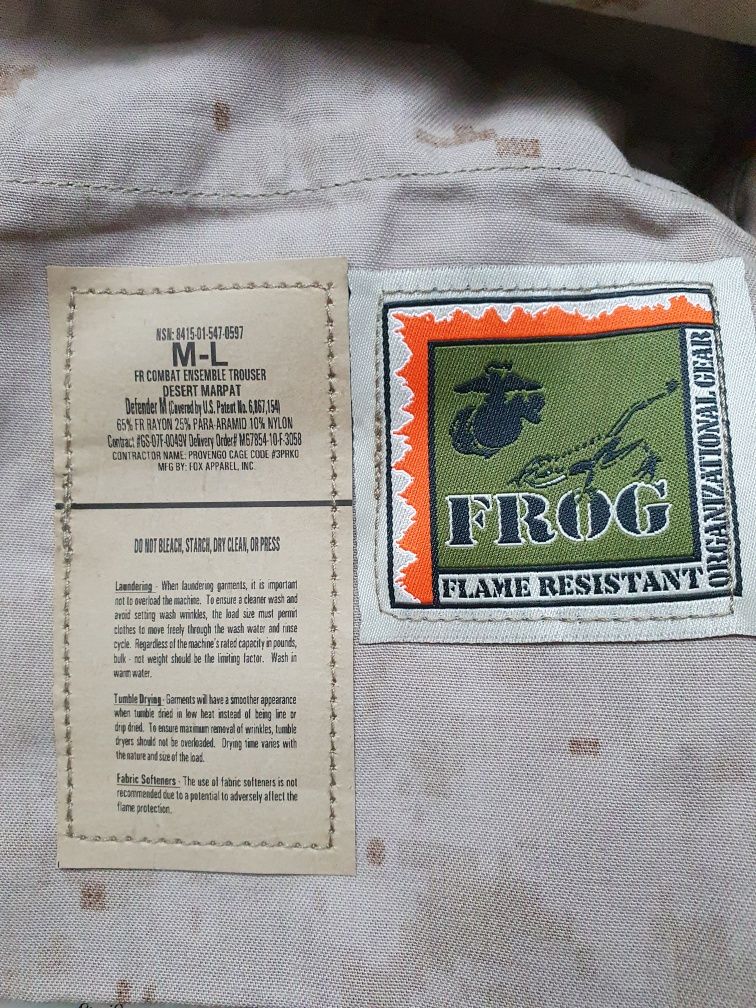 NSN: 8415-01-547-0597
M-L
FR COMBAT ENSEMBLE TROUSER
DESERT MARPAT
Defender M (Covered by U.S. Patent No. 6,867,154)
65% FR RAYON 25% PARA-ARAMID 10% NYLON
Contract #GS-07F-0049V Delivery Order# M67854-10-F-3058
CONTRACTOR NAME: PROVENGO CAGE CODE #3PRK0
MFG BY: FOX APPAREL, INC.
DO NOT BLEACH, STARCH, DRY CLEAN, OR PRESS
Laundering - When laundering garments, it is important
not to overload the machine. To ensure a cleaner wash and
avoid setting wash wrinkles, the load size must permit
clothes to move freely through the wash water and rinse
cycle. Regardless of the machine's rated capacity in pounds,
bulk - not weight should be the limiting factor. Wash in
warm water.
Tumble Drying - Garments will have a smoother appearance
when tumble dried in low heat instead of being line or
drip dried. To ensure maximum removal of wrinkles, tumble
dryers should not be overloaded. Drying time varies with
the nature and size of the load.
Fabric Softeners - The use of fabric softeners is not
recommended due to a potential to adversely affect the
flame protection.
FROG
FLAME RESISTANT
ORGANIZATIONAL GEAR